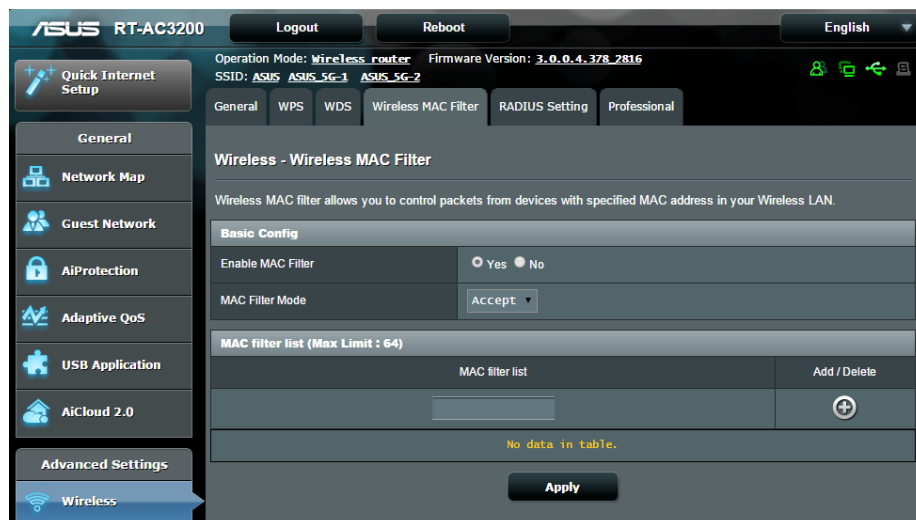 ASUS RT-AC3200 Logout Reboot English
Quick Internet Setup
Operation Mode: Wireless router Firmware Version: 3.0.0.4.378_2816
SSID: ASUS ASUS_5G-1 ASUS_5G-2
General WPS WDS Wireless MAC Filter RADIUS Setting Professional
General
Network Map
Guest Network
AiProtection
Adaptive QoS
USB Application
AiCloud 2.0
Advanced Settings
Wireless
Wireless - Wireless MAC Filter
Wireless MAC filter allows you to control packets from devices with specified MAC address in your Wireless LAN.
Basic Config
Enable MAC Filter Yes No
MAC Filter Mode Accept
MAC filter list (Max Limit : 64)
MAC filter list Add / Delete
No data in table.
Apply